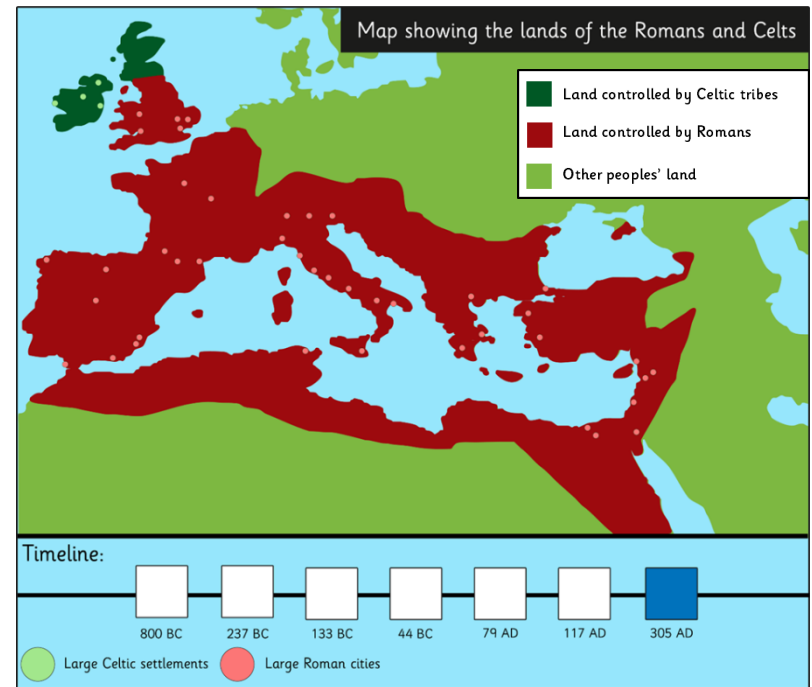 Map showing the lands of the Romans and Celts
Land controlled by Celtic tribes
Land controlled by Romans
Other peoples' land
Timeline:
800 BC 237 BC 133 BC 44 BC 79 AD 117 AD 305 AD
Large Celtic settlements Large Roman cities